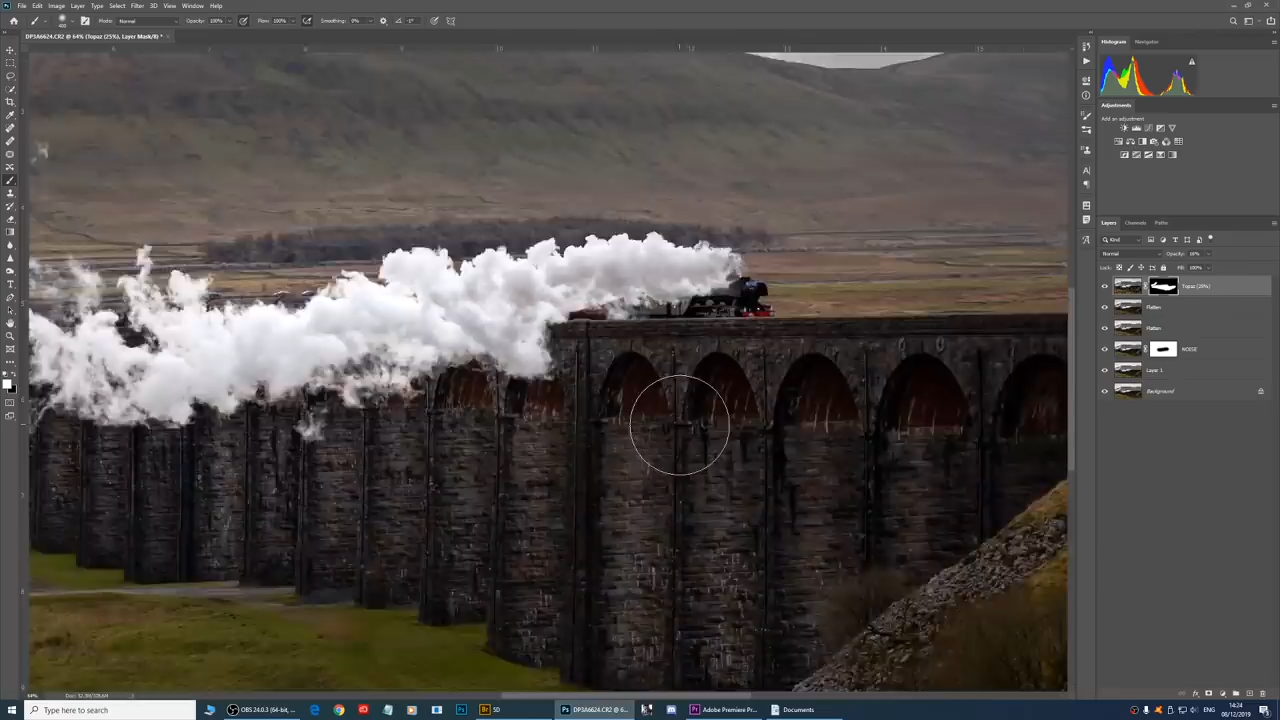 File Edit Image Layer Type Select Filter 3D View Window Help
Mode: Normal Opacity: 100% Flow: 100% Smoothing: 0%
DP3A6624.CR2 @ 64% (Topaz (25%), Layer Mask/8) *
Histogram Navigator
Adjustments
Add an adjustment
Layers Channels Paths
Kind
Normal Opacity:
Lock: Fill: 100%
Flatten
Flatten
NOISE
Layer 1
Background
Type here to search
OBS 24.0.3 (64-bit, ...
5D
DP3A6624.CR2 @ 6...
Adobe Premiere Pr...
Documents
ENG
14:24
08/12/2019